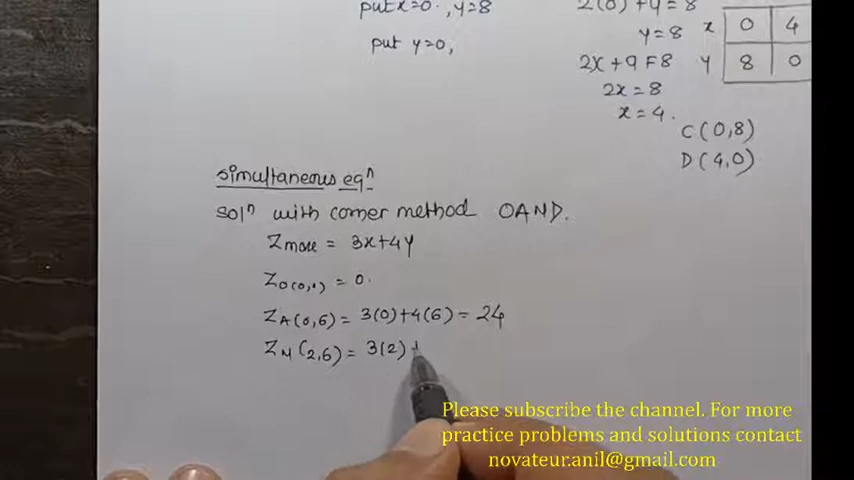 put x=0, y=8
2(0)+y=8
y=8
put y=0,
x 0 4
y 8 0
2x+0=8
2x=8
x=4.
C(0,8)
D(4,0)
simultaneous eqⁿ
solⁿ with corner method OAND.
Zmax = 3x+4y
ZO(0,0) = 0.
ZA(0,6) = 3(0)+4(6) = 24
ZN(2,6) = 3(2)+
Please subscribe the channel. For more
practice problems and solutions contact
novateur.anil@gmail.com